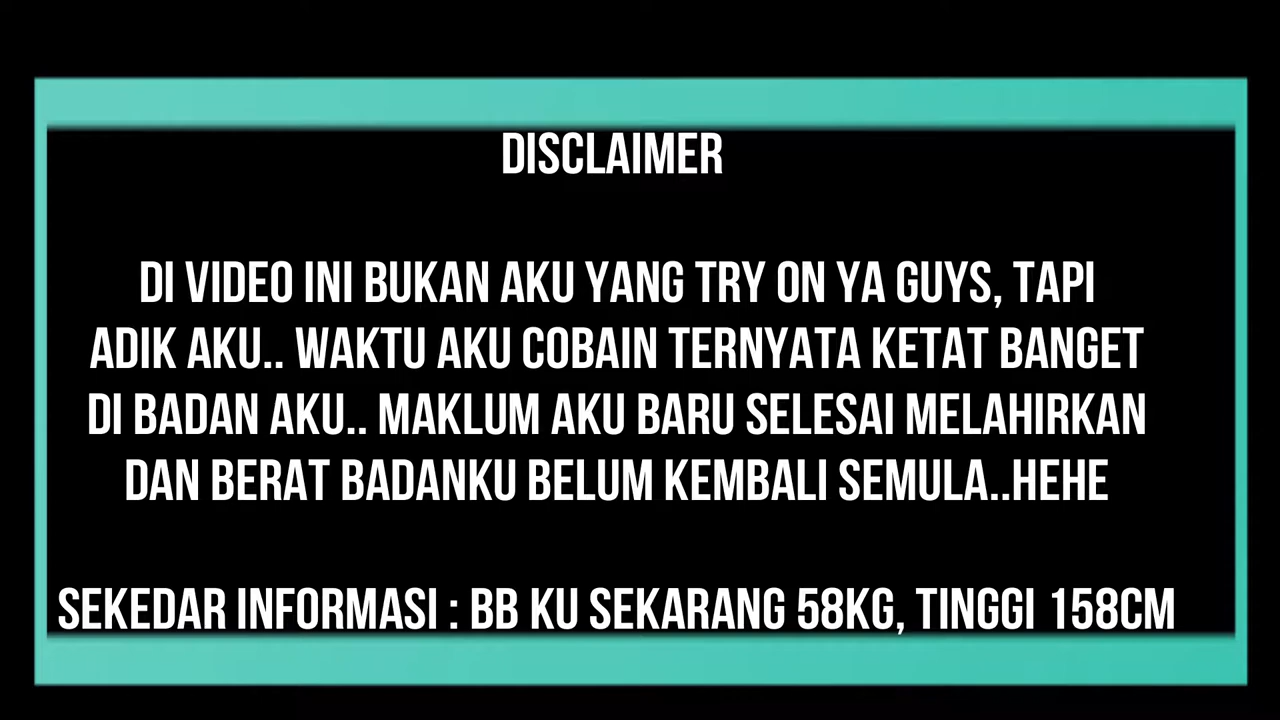 DISCLAIMER
DI VIDEO INI BUKAN AKU YANG TRY ON YA GUYS, TAPI
ADIK AKU.. WAKTU AKU COBAIN TERNYATA KETAT BANGET
DI BADAN AKU.. MAKLUM AKU BARU SELESAI MELAHIRKAN
DAN BERAT BADANKU BELUM KEMBALI SEMULA..HEHE
SEKEDAR INFORMASI : BB KU SEKARANG 58KG, TINGGI 158CM